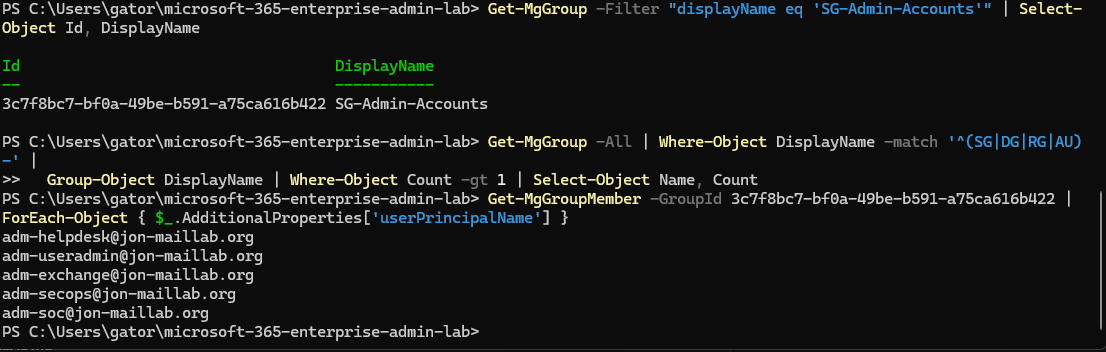 PS C:\Users\gator\microsoft-365-enterprise-admin-lab> Get-MgGroup -Filter "displayName eq 'SG-Admin-Accounts'" | Select-
Object Id, DisplayName
Id                                   DisplayName
--                                   -----------
3c7f8bc7-bf0a-49be-b591-a75ca616b422 SG-Admin-Accounts
PS C:\Users\gator\microsoft-365-enterprise-admin-lab> Get-MgGroup -All | Where-Object DisplayName -match '^(SG|DG|RG|AU)
-' |
>>   Group-Object DisplayName | Where-Object Count -gt 1 | Select-Object Name, Count
PS C:\Users\gator\microsoft-365-enterprise-admin-lab> Get-MgGroupMember -GroupId 3c7f8bc7-bf0a-49be-b591-a75ca616b422 |
ForEach-Object { $_.AdditionalProperties['userPrincipalName'] }
adm-helpdesk@jon-maillab.org
adm-useradmin@jon-maillab.org
adm-exchange@jon-maillab.org
adm-secops@jon-maillab.org
adm-soc@jon-maillab.org
PS C:\Users\gator\microsoft-365-enterprise-admin-lab>